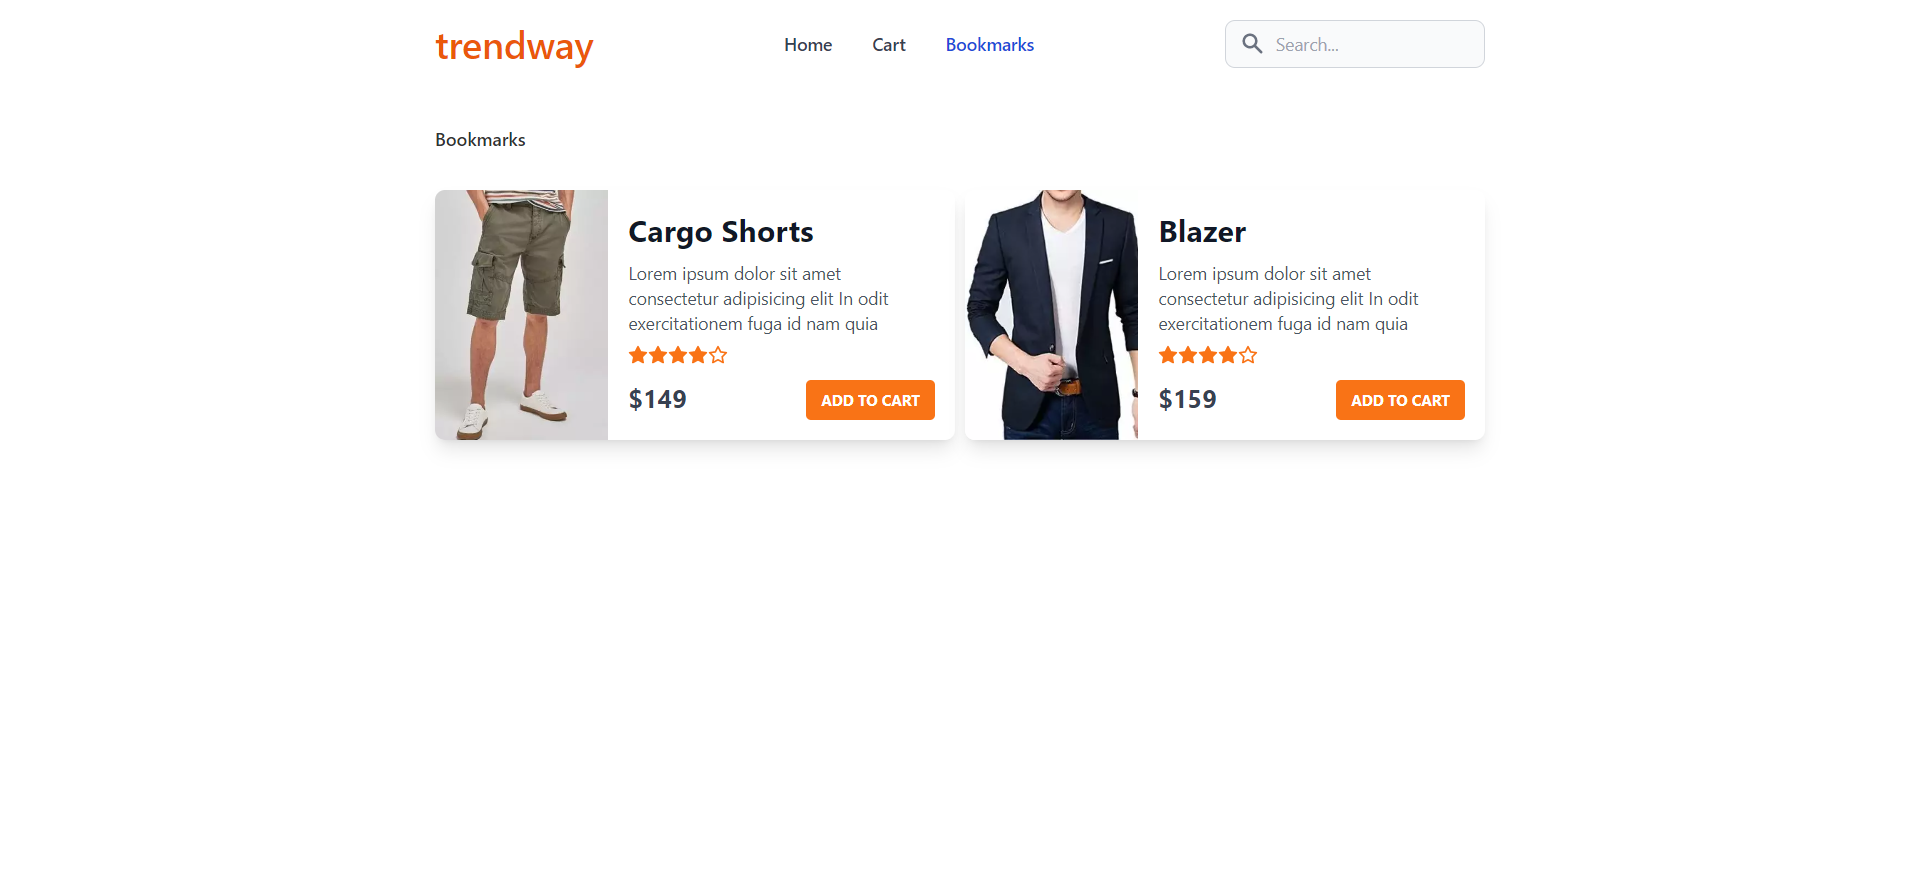 trendway
Home
Cart
Bookmarks
Search...
Bookmarks
Cargo Shorts
Lorem ipsum dolor sit amet
consectetur adipisicing elit In odit
exercitationem fuga id nam quia
$149
ADD TO CART
Blazer
Lorem ipsum dolor sit amet
consectetur adipisicing elit In odit
exercitationem fuga id nam quia
$159
ADD TO CART